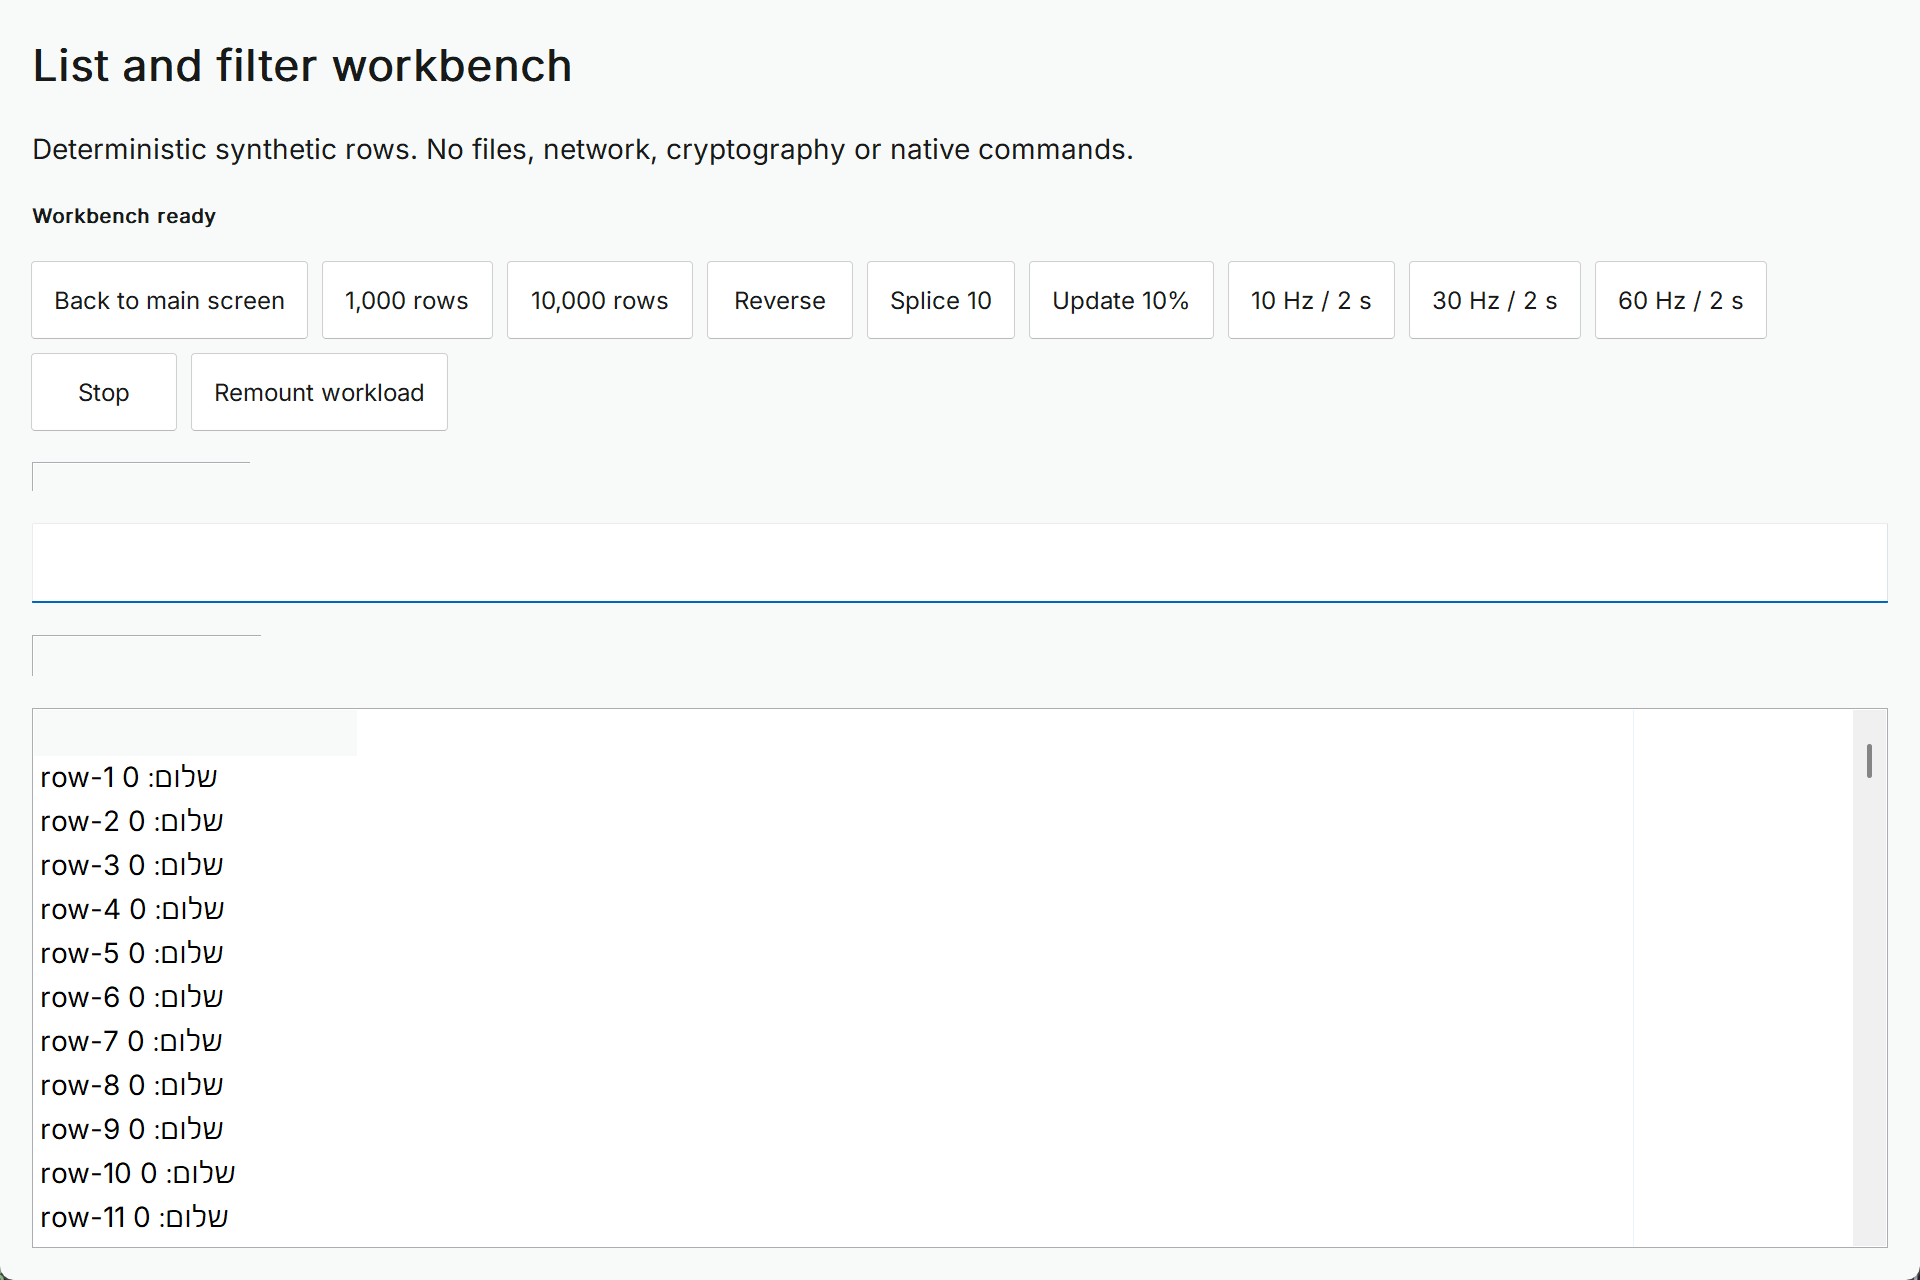 List and filter workbench
Deterministic synthetic rows. No files, network, cryptography or native commands.
Workbench ready
Back to main screen
1,000 rows
10,000 rows
Reverse
Splice 10
Update 10%
10 Hz / 2 s
30 Hz / 2 s
60 Hz / 2 s
Stop
Remount workload
row-1 שלום: 0
row-2 שלום: 0
row-3 שלום: 0
row-4 שלום: 0
row-5 שלום: 0
row-6 שלום: 0
row-7 שלום: 0
row-8 שלום: 0
row-9 שלום: 0
row-10 שלום: 0
row-11 שלום: 0